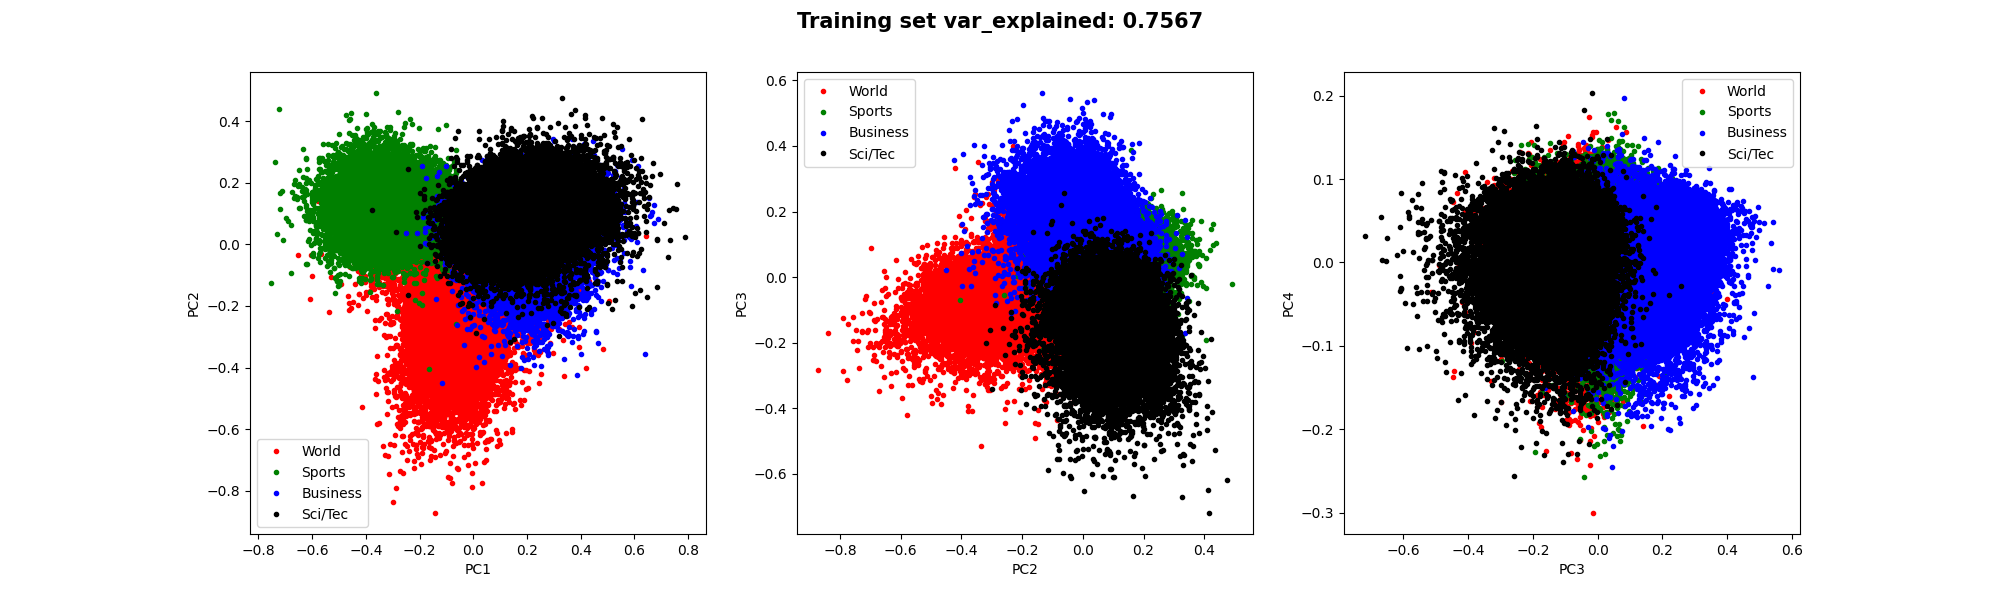 Training set var_explained: 0.7567
0.4
0.2
0.0
−0.2
−0.4
−0.6
−0.8
PC2
World
Sports
Business
Sci/Tec
−0.8 −0.6 −0.4 −0.2 0.0 0.2 0.4 0.6 0.8
PC1
0.6
0.4
0.2
0.0
−0.2
−0.4
−0.6
PC3
World
Sports
Business
Sci/Tec
−0.8 −0.6 −0.4 −0.2 0.0 0.2 0.4
PC2
0.2
0.1
0.0
−0.1
−0.2
−0.3
PC4
World
Sports
Business
Sci/Tec
−0.6 −0.4 −0.2 0.0 0.2 0.4 0.6
PC3